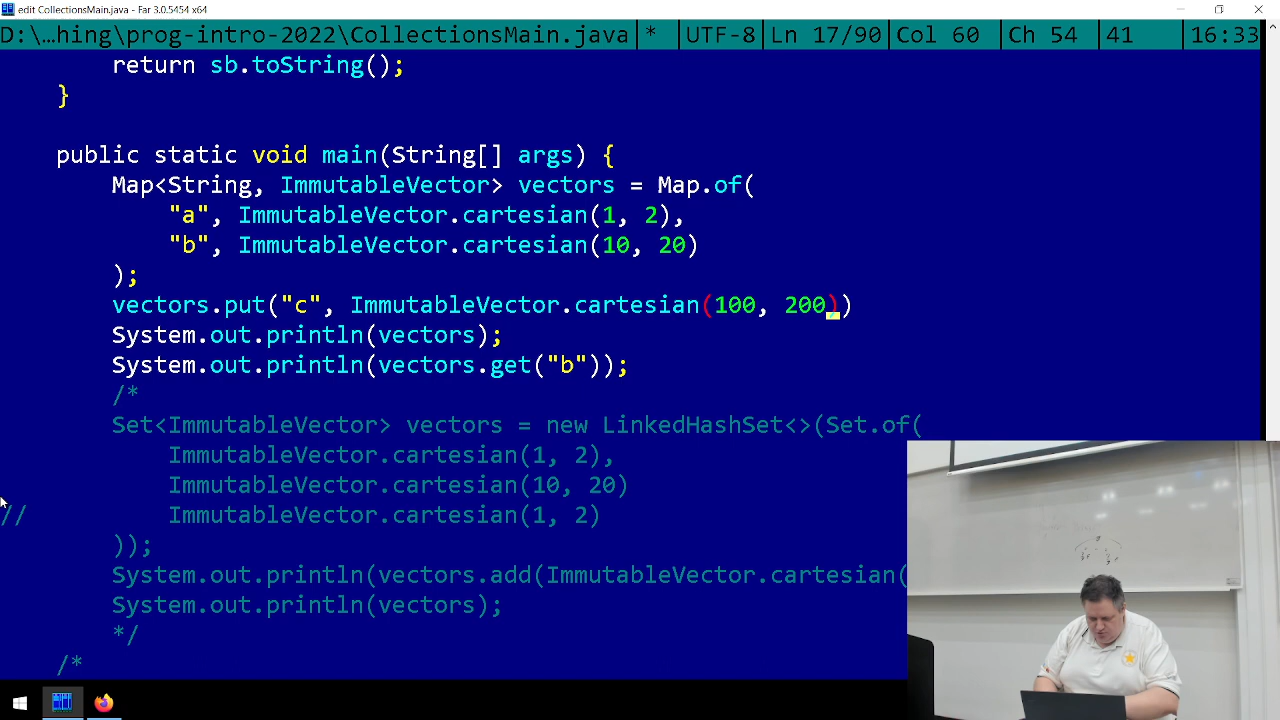 edit CollectionsMain.java - Far 3.0.5454 x64
D:\…hing\prog-intro-2022\CollectionsMain.java * UTF-8 Ln 17/90 Col 60 Ch 54 41 16:33
return sb.toString();
}
public static void main(String[] args) {
Map<String, ImmutableVector> vectors = Map.of(
"a", ImmutableVector.cartesian(1, 2),
"b", ImmutableVector.cartesian(10, 20)
);
vectors.put("c", ImmutableVector.cartesian(100, 200))
System.out.println(vectors);
System.out.println(vectors.get("b"));
/*
Set<ImmutableVector> vectors = new LinkedHashSet<>(Set.of(
ImmutableVector.cartesian(1, 2),
ImmutableVector.cartesian(10, 20)
// ImmutableVector.cartesian(1, 2)
));
System.out.println(vectors.add(ImmutableVector.cartesian(
System.out.println(vectors);
*/
/*